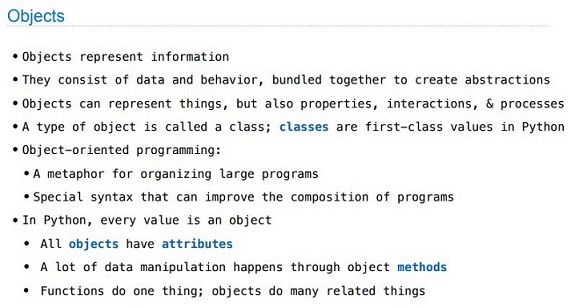 Objects
• Objects represent information
• They consist of data and behavior, bundled together to create abstractions
• Objects can represent things, but also properties, interactions, & processes
• A type of object is called a class; classes are first-class values in Python
• Object-oriented programming:
• A metaphor for organizing large programs
• Special syntax that can improve the composition of programs
• In Python, every value is an object
• All objects have attributes
• A lot of data manipulation happens through object methods
• Functions do one thing; objects do many related things